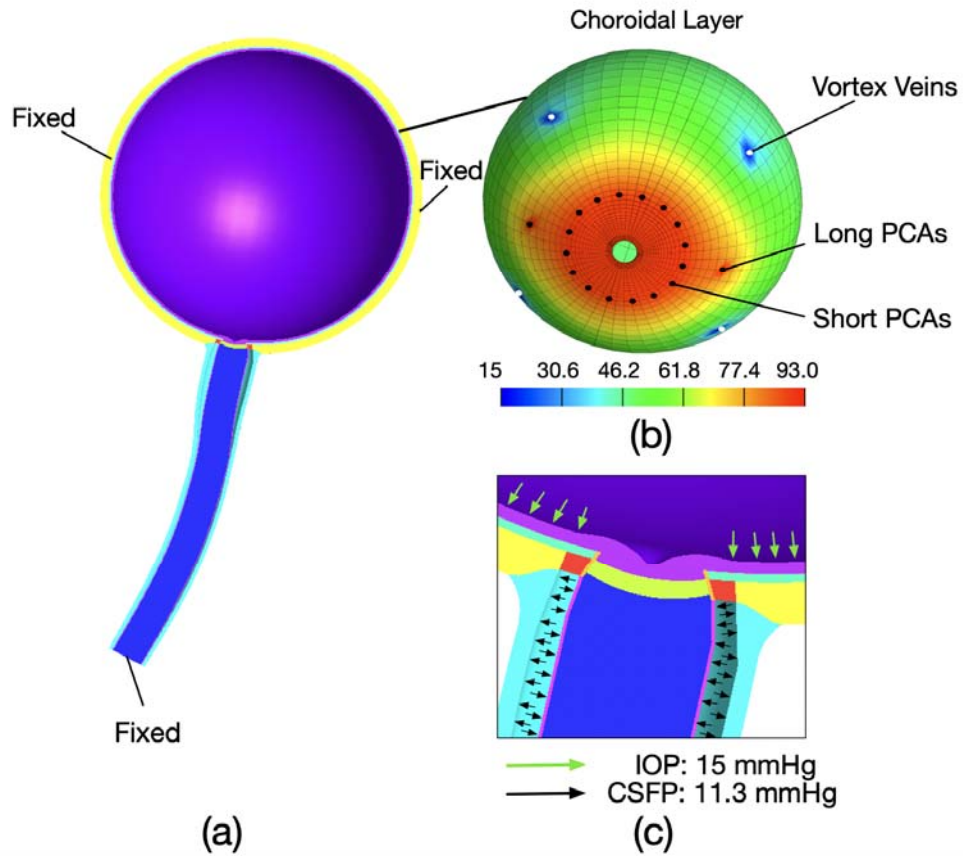 Choroidal Layer
Fixed
Fixed
Vortex Veins
Long PCAs
Short PCAs
15 30.6 46.2 61.8 77.4 93.0
(b)
Fixed
IOP: 15 mmHg
CSFP: 11.3 mmHg
(a)
(c)